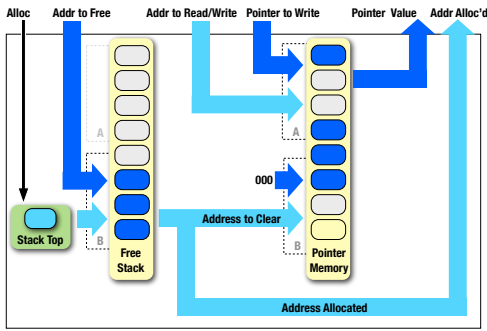 Alloc Addr to Free Addr to Read/Write Pointer to Write Pointer Value Addr Alloc'd
A
A
000
Address to Clear
Stack Top
B
B
Free
Stack
Pointer
Memory
Address Allocated